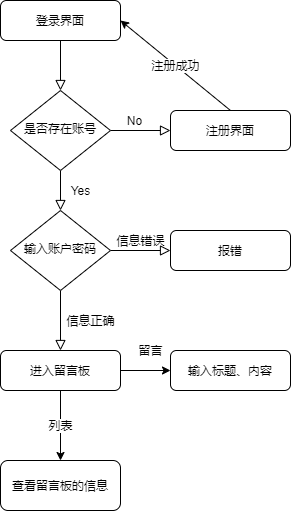 登录界面
注册成功
是否存在账号
No
注册界面
Yes
输入账户密码
信息错误
报错
信息正确
进入留言板
留言
输入标题、内容
列表
查看留言板的信息